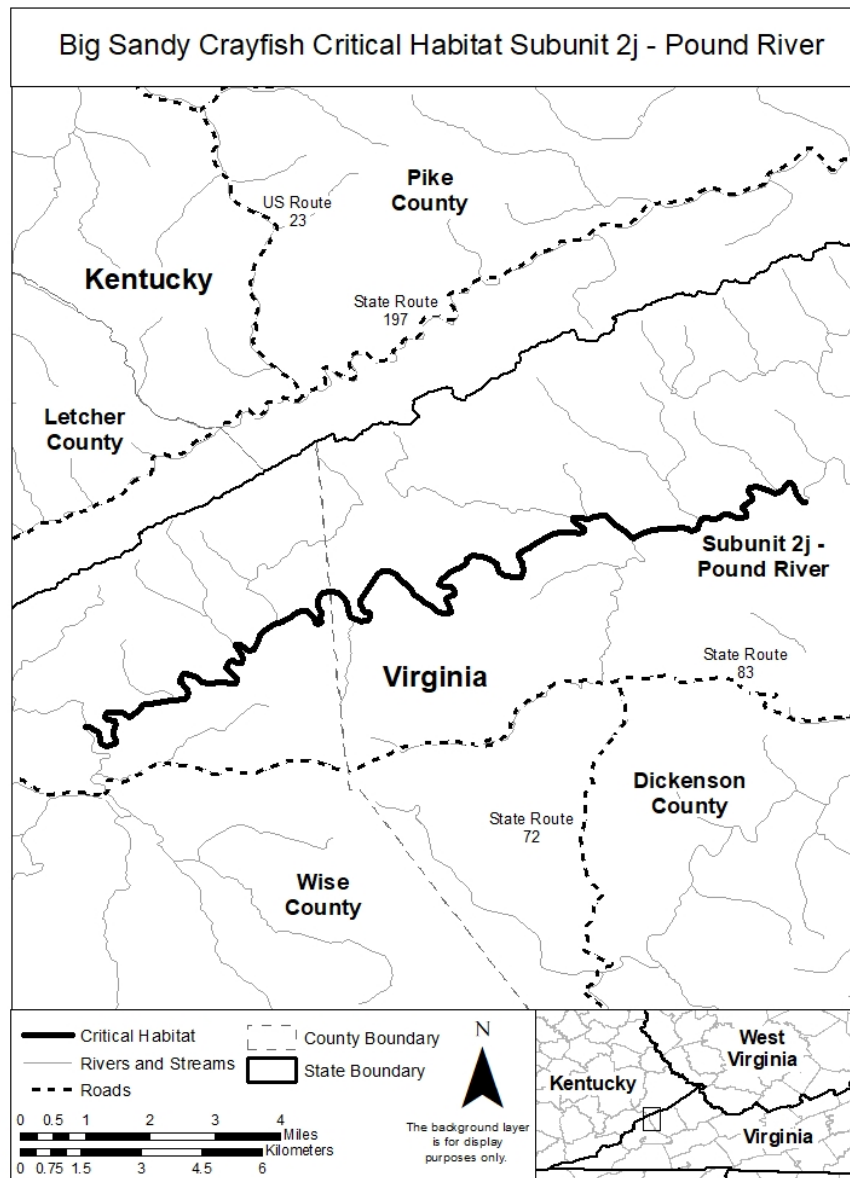 Big Sandy Crayfish Critical Habitat Subunit 2j - Pound River
Pike
County
US Route
23
Kentucky
State Route
197
Letcher
County
Subunit 2j -
Pound River
State Route
83
Virginia
Dickenson
County
State Route
72
Wise
County
Critical Habitat
Rivers and Streams
Roads
County Boundary
State Boundary
0 0.5 1 2 3 4
Miles
Kilometers
0 0.75 1.5 3 4.5 6
N
The background layer
is for display
purposes only.
West
Virginia
Kentucky
Virginia